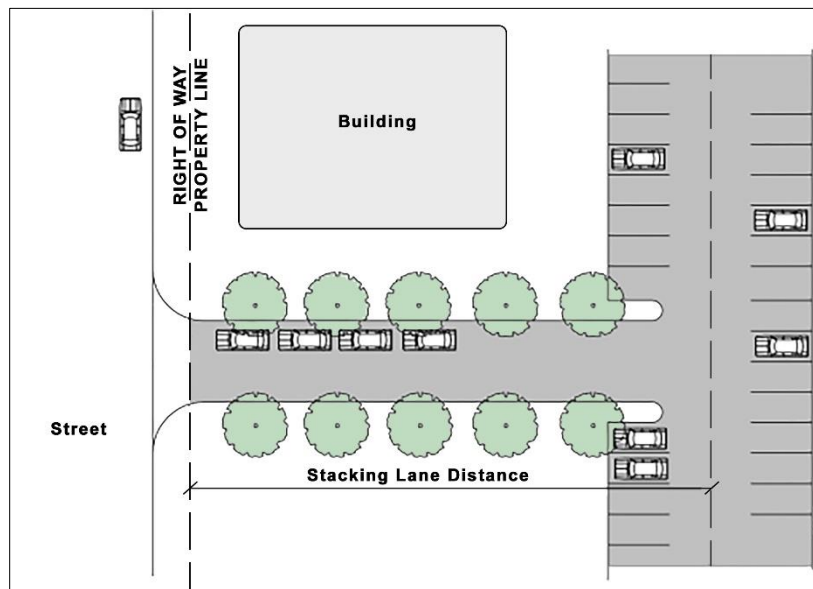 RIGHT OF WAY
PROPERTY LINE
Building
Street
Stacking Lane Distance